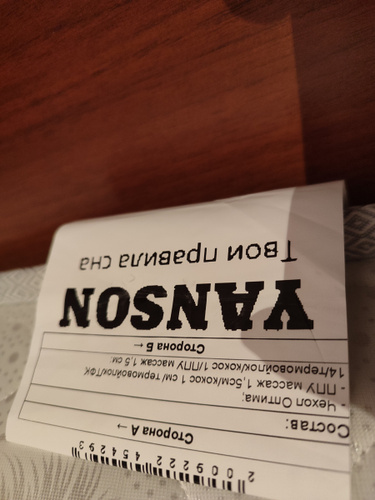 2 009222 454293
Сторона А →
Состав:
- Чехол Оптима;
- ППУ массаж 1,5см/кокос 1 см/термовойлок/ТФК
14/термовойлок/кокос 1/ППУ массаж 1,5 см:
Сторона Б ←
YANSON
Твои правила сна